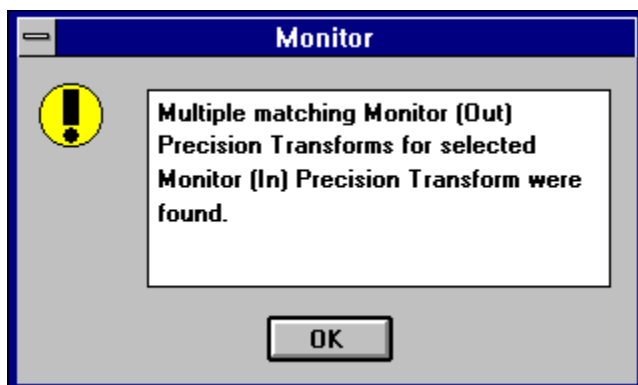 Monitor
Multiple matching Monitor (Out)
Precision Transforms for selected
Monitor (In) Precision Transform were
found.
OK